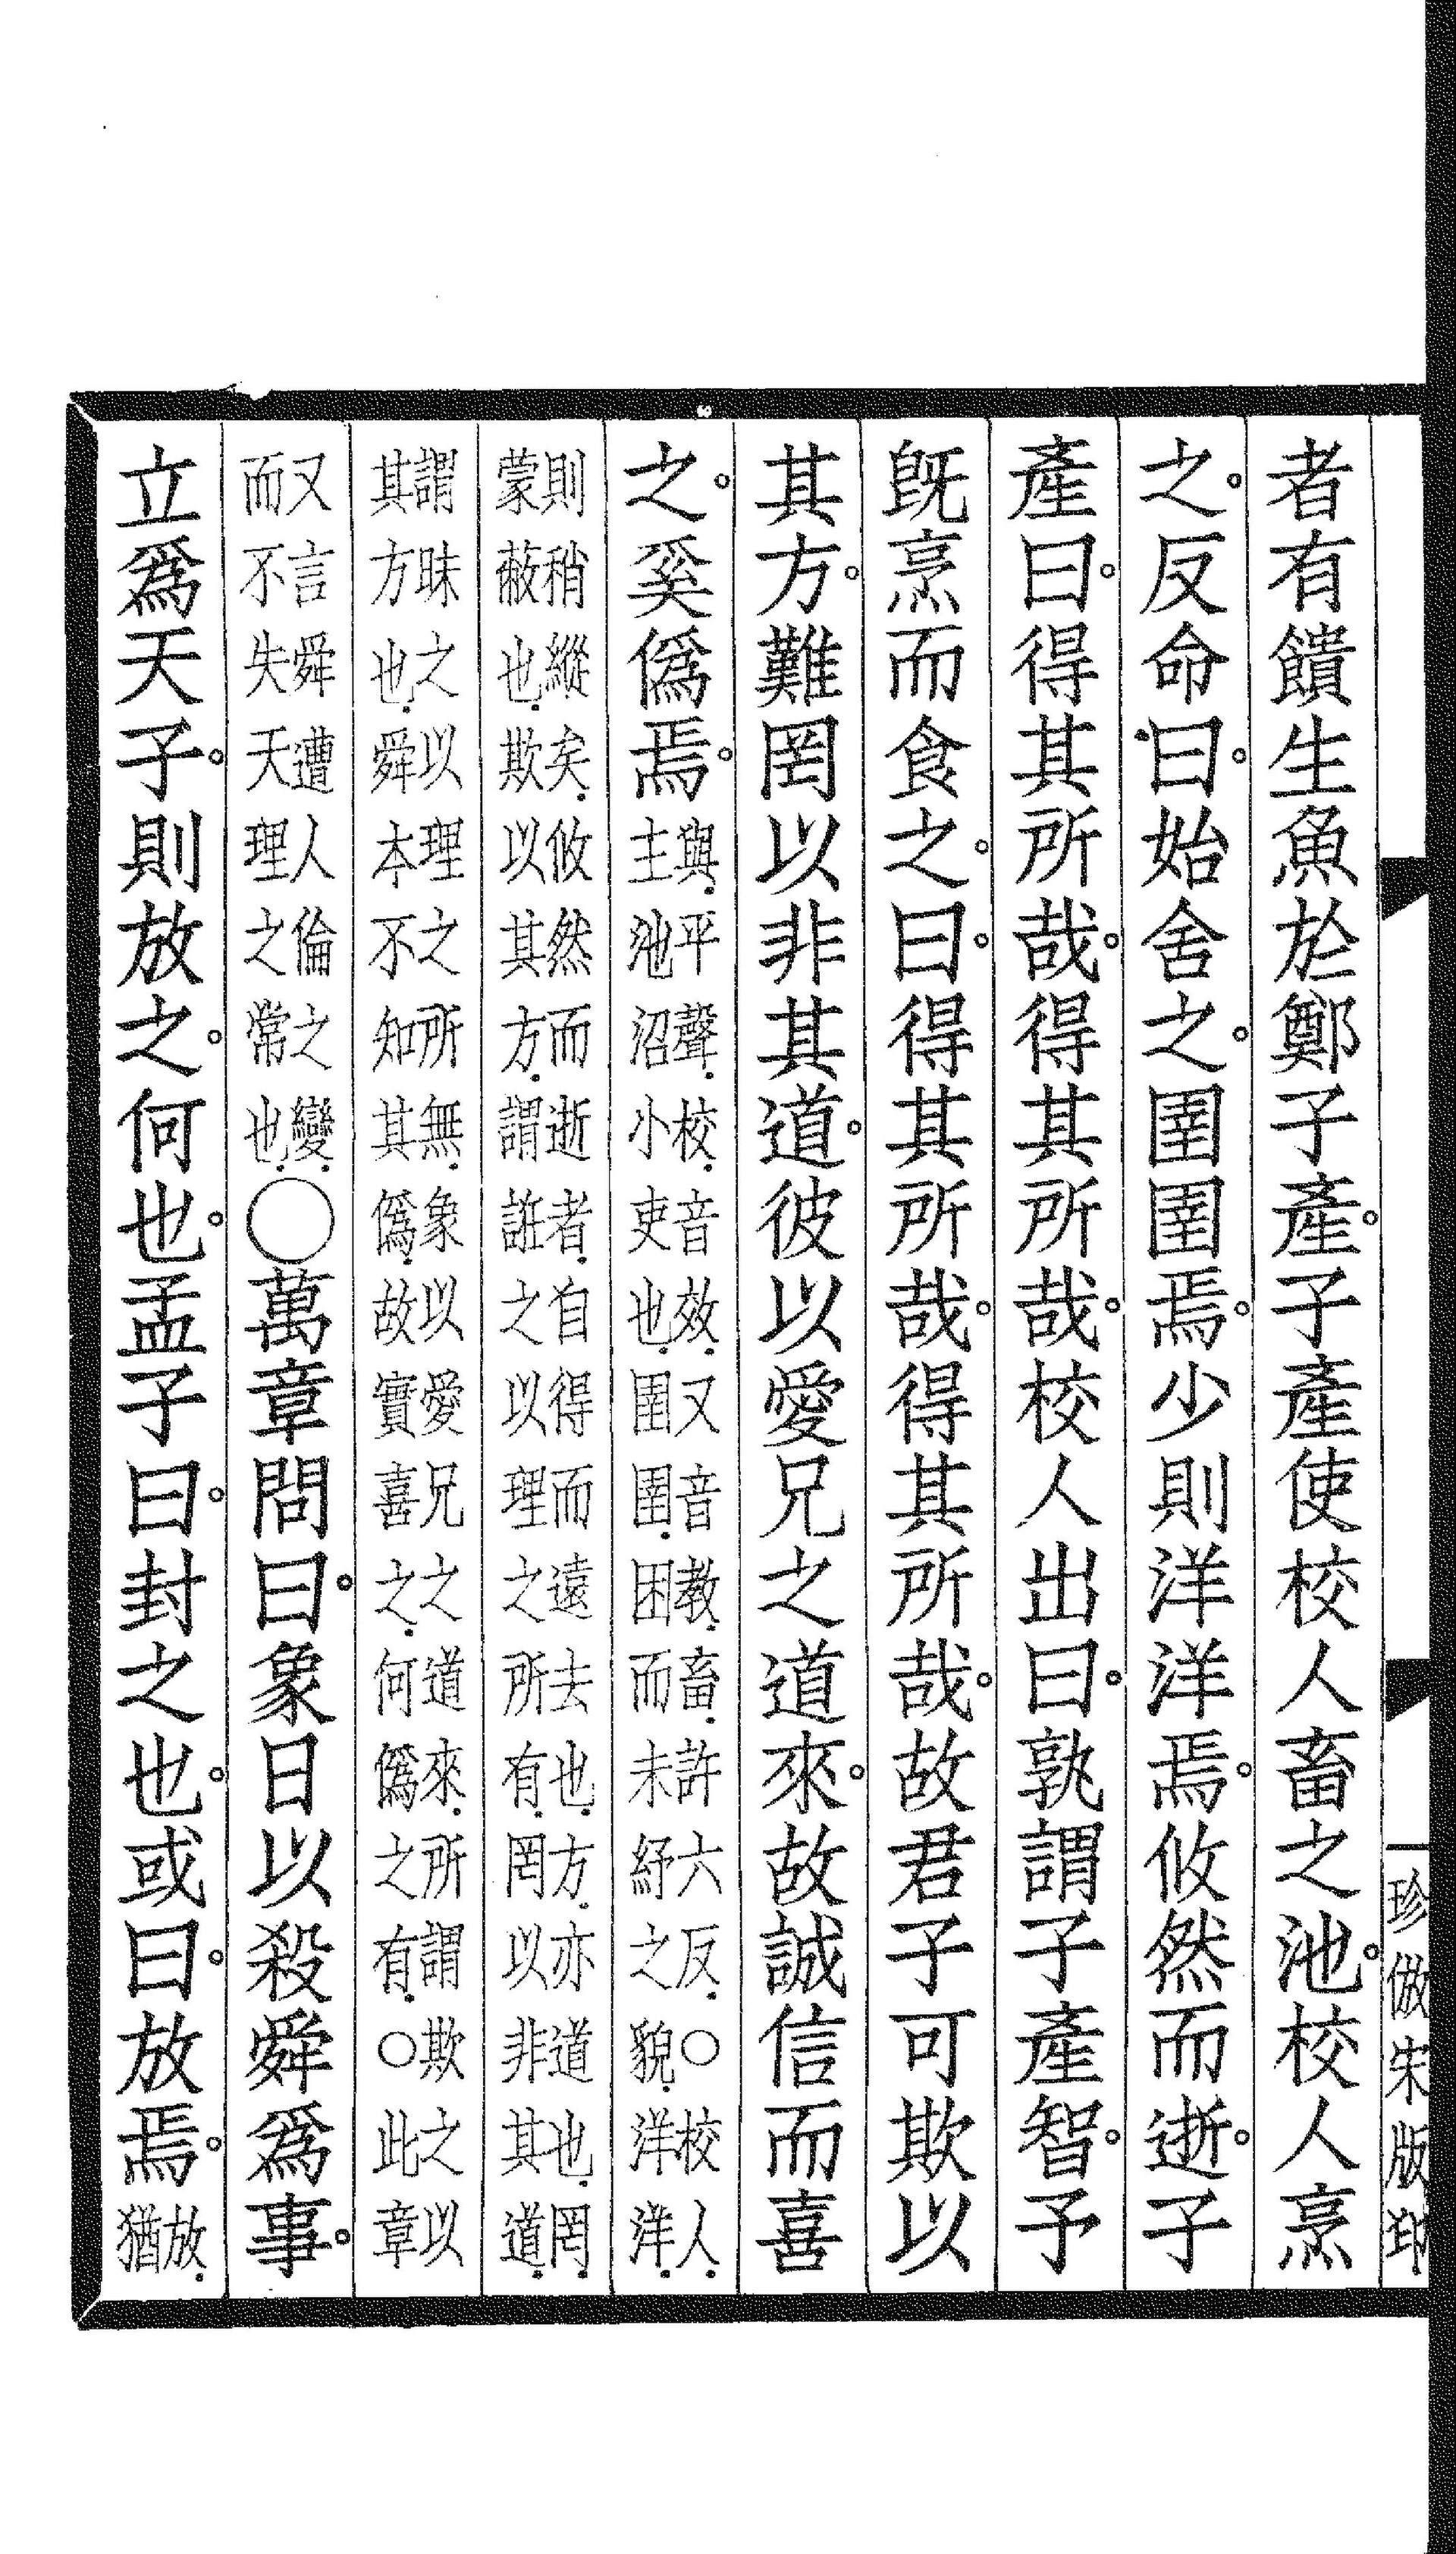 珍倣宋版印
者有饋生魚於鄭子產。子產使校人畜之池。校人烹
之。反命曰。始舍之。圉圉焉。少則洋洋焉。攸然而逝。子
產曰。得其所哉。得其所哉。校人出曰。孰謂子產智。予
旣烹而食之。曰。得其所哉。得其所哉。故君子可欺以
其方。難罔以非其道。彼以愛兄之道來。故誠信而喜
之。奚僞焉。
與.平聲.校.音效.又音教.畜.許六反.○校人.
主池沼小吏也.圉圉.困而未紓之貌.洋洋.
則稍縱矣.攸然而逝者.自得而遠去也.方.亦道也.罔.
蒙蔽也.欺以其方.謂誑之以理之所有.罔以非其道.
謂昧之以理之所無.象以愛兄之道來.所謂欺之以
其方也.舜本不知其僞.故實喜之.何僞之有.○此章
又言舜遭人倫之變.
而不失天理之常也.
○萬章問曰。象日以殺舜爲事。
立爲天子。則放之。何也。孟子曰。封之也。或曰。放焉。
放.
猶